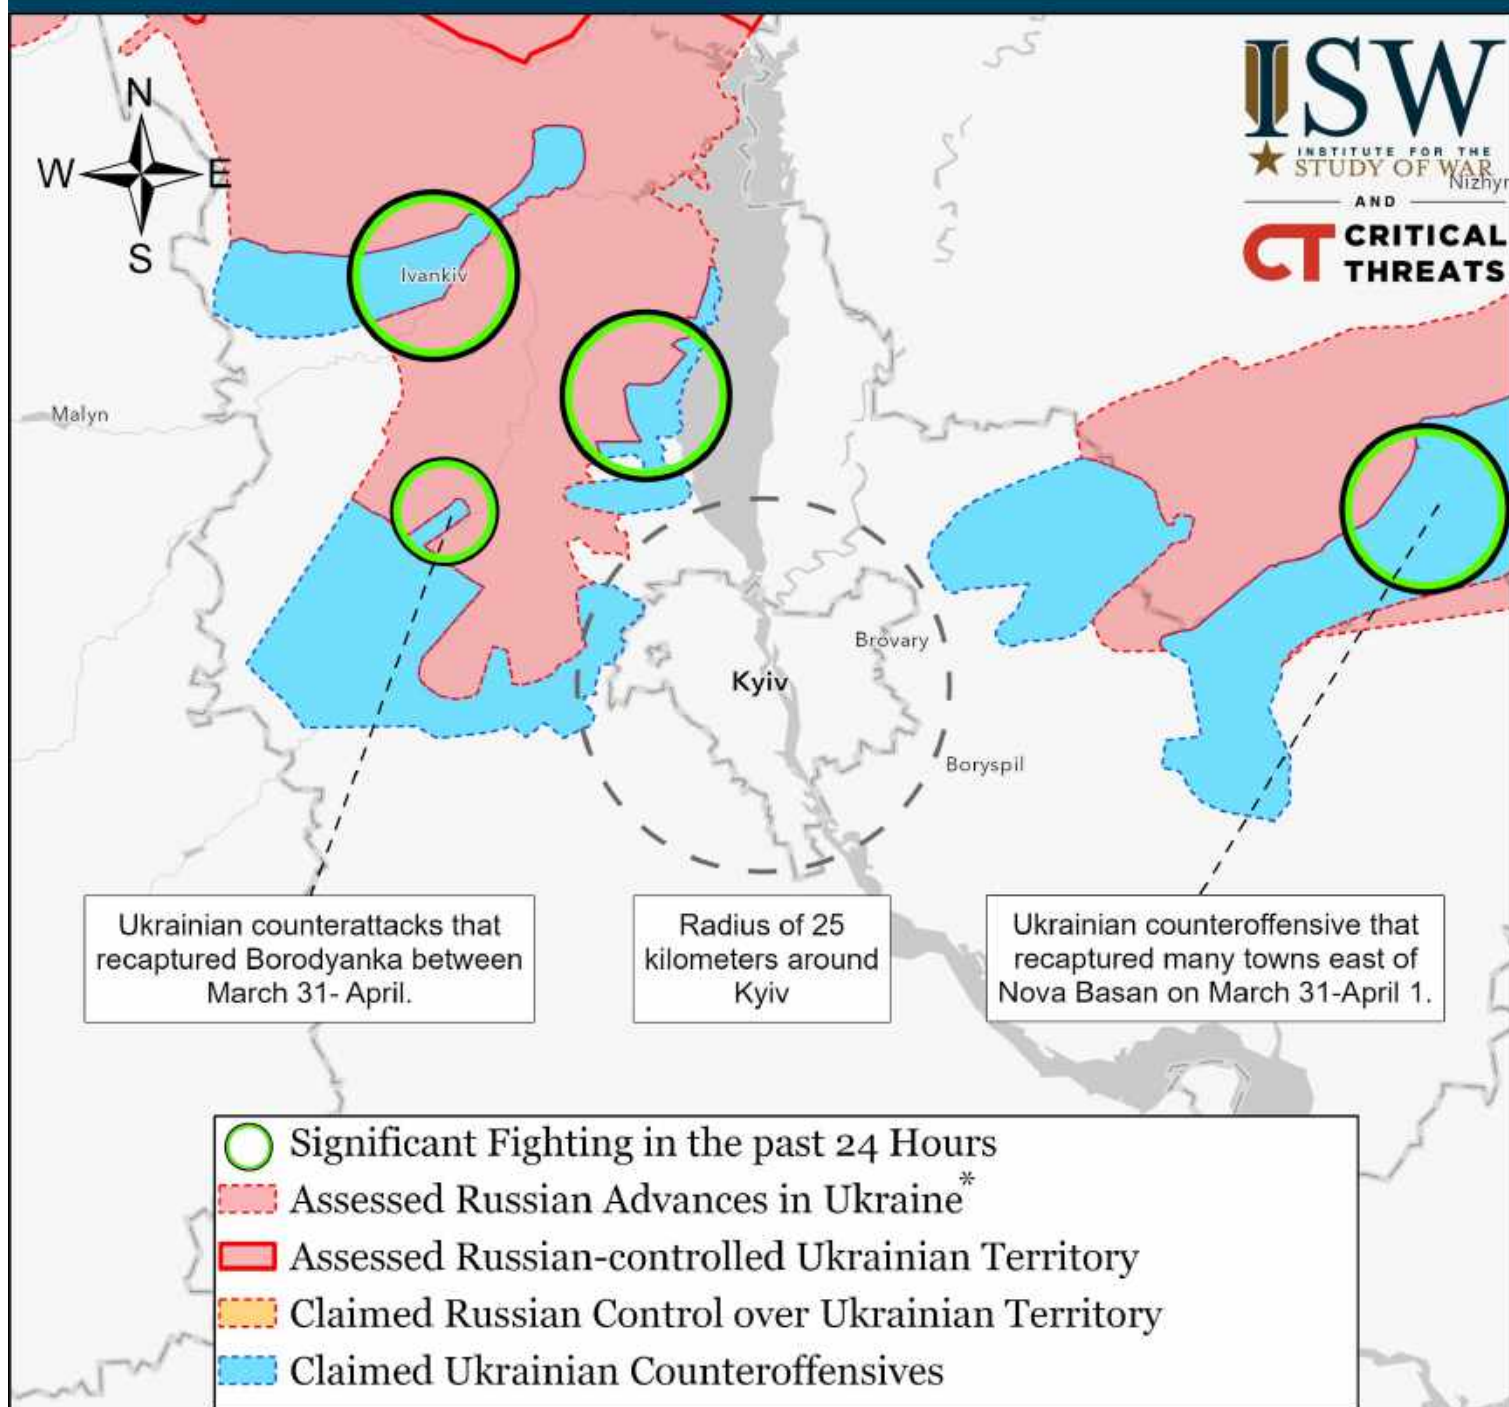 N
W
E
S
ISW
INSTITUTE FOR THE
STUDY OF WAR
AND
CT CRITICAL
THREATS
Nizhyn
Ivankiv
Malyn
Brovary
Kyiv
Boryspil
Ukrainian counterattacks that
recaptured Borodyanka between
March 31- April.
Radius of 25
kilometers around
Kyiv
Ukrainian counteroffensive that
recaptured many towns east of
Nova Basan on March 31-April 1.
Significant Fighting in the past 24 Hours
Assessed Russian Advances in Ukraine*
Assessed Russian-controlled Ukrainian Territory
Claimed Russian Control over Ukrainian Territory
Claimed Ukrainian Counteroffensives